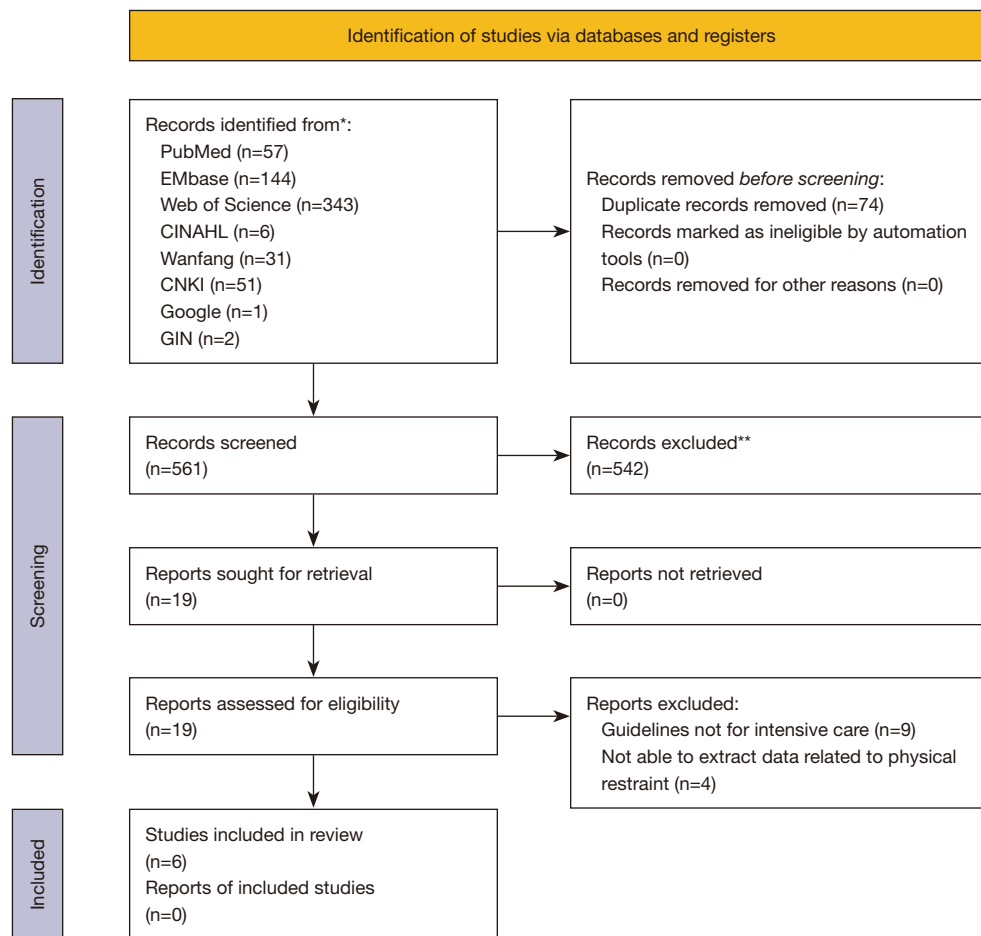 Identification of studies via databases and registers
Identification
Records identified from*:
PubMed (n=57)
EMbase (n=144)
Web of Science (n=343)
CINAHL (n=6)
Wanfang (n=31)
CNKI (n=51)
Google (n=1)
GIN (n=2)
Records removed before screening:
Duplicate records removed (n=74)
Records marked as ineligible by automation
tools (n=0)
Records removed for other reasons (n=0)
Screening
Records screened
(n=561)
Records excluded**
(n=542)
Reports sought for retrieval
(n=19)
Reports not retrieved
(n=0)
Reports assessed for eligibility
(n=19)
Reports excluded:
Guidelines not for intensive care (n=9)
Not able to extract data related to physical
restraint (n=4)
Included
Studies included in review
(n=6)
Reports of included studies
(n=0)